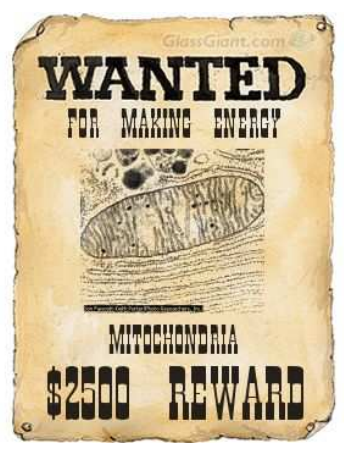 GlassGiant.com
WANTED
FOR MAKING ENERGY
MITOCHONDRIA
$2500 REWARD